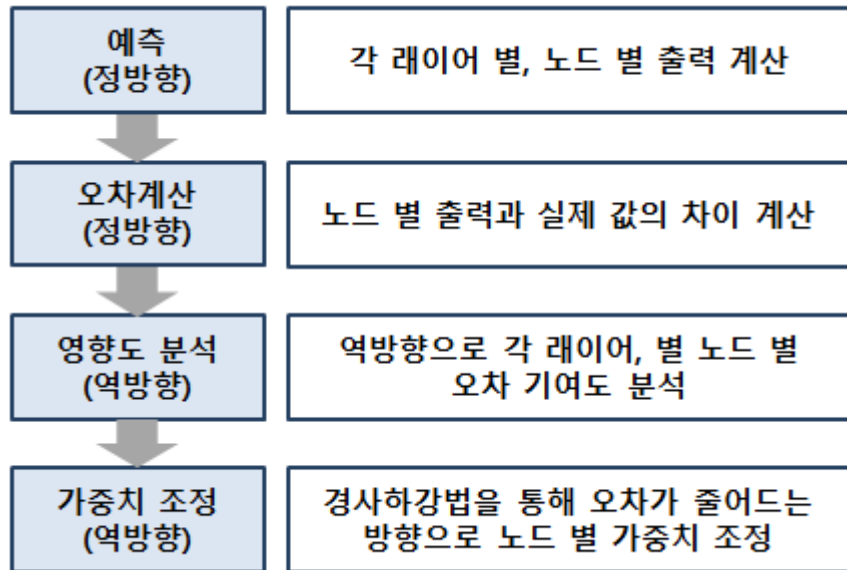 예측
(정방향)
각 래이어 별, 노드 별 출력 계산
오차계산
(정방향)
노드 별 출력과 실제 값의 차이 계산
영향도 분석
(역방향)
역방향으로 각 래이어, 별 노드 별
오차 기여도 분석
가중치 조정
(역방향)
경사하강법을 통해 오차가 줄어드는
방향으로 노드 별 가중치 조정